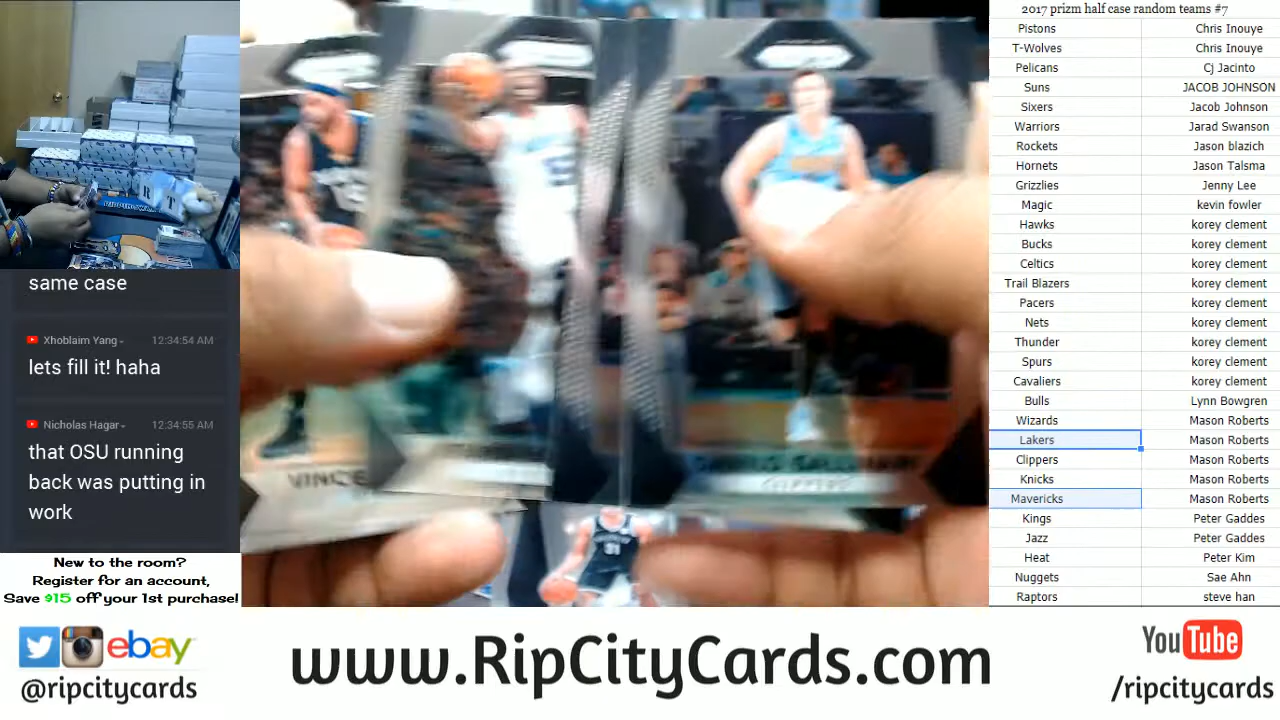 2017 prizm half case random teams #7
Pistons Chris Inouye
T-Wolves Chris Inouye
Pelicans Cj Jacinto
Suns JACOB JOHNSON
Sixers Jacob Johnson
Warriors Jarad Swanson
Rockets Jason blazich
Hornets Jason Talsma
Grizzlies Jenny Lee
Magic kevin fowler
Hawks korey clement
Bucks korey clement
Celtics korey clement
Trail Blazers korey clement
Pacers korey clement
Nets korey clement
Thunder korey clement
Spurs korey clement
Cavaliers korey clement
Bulls Lynn Bowgren
Wizards Mason Roberts
Lakers Mason Roberts
Clippers Mason Roberts
Knicks Mason Roberts
Mavericks Mason Roberts
Kings Peter Gaddes
Jazz Peter Gaddes
Heat Peter Kim
Nuggets Sae Ahn
Raptors steve han
same case
Xhoblaim Yang 12:34:54 AM
lets fill it! haha
Nicholas Hagar 12:34:55 AM
that OSU running
back was putting in
work
New to the room?
Register for an account,
Save $15 off your 1st purchase!
VINCE
CLIPPERS
15
31
ebay
@ripcitycards
www.RipCityCards.com
YouTube
/ripcitycards